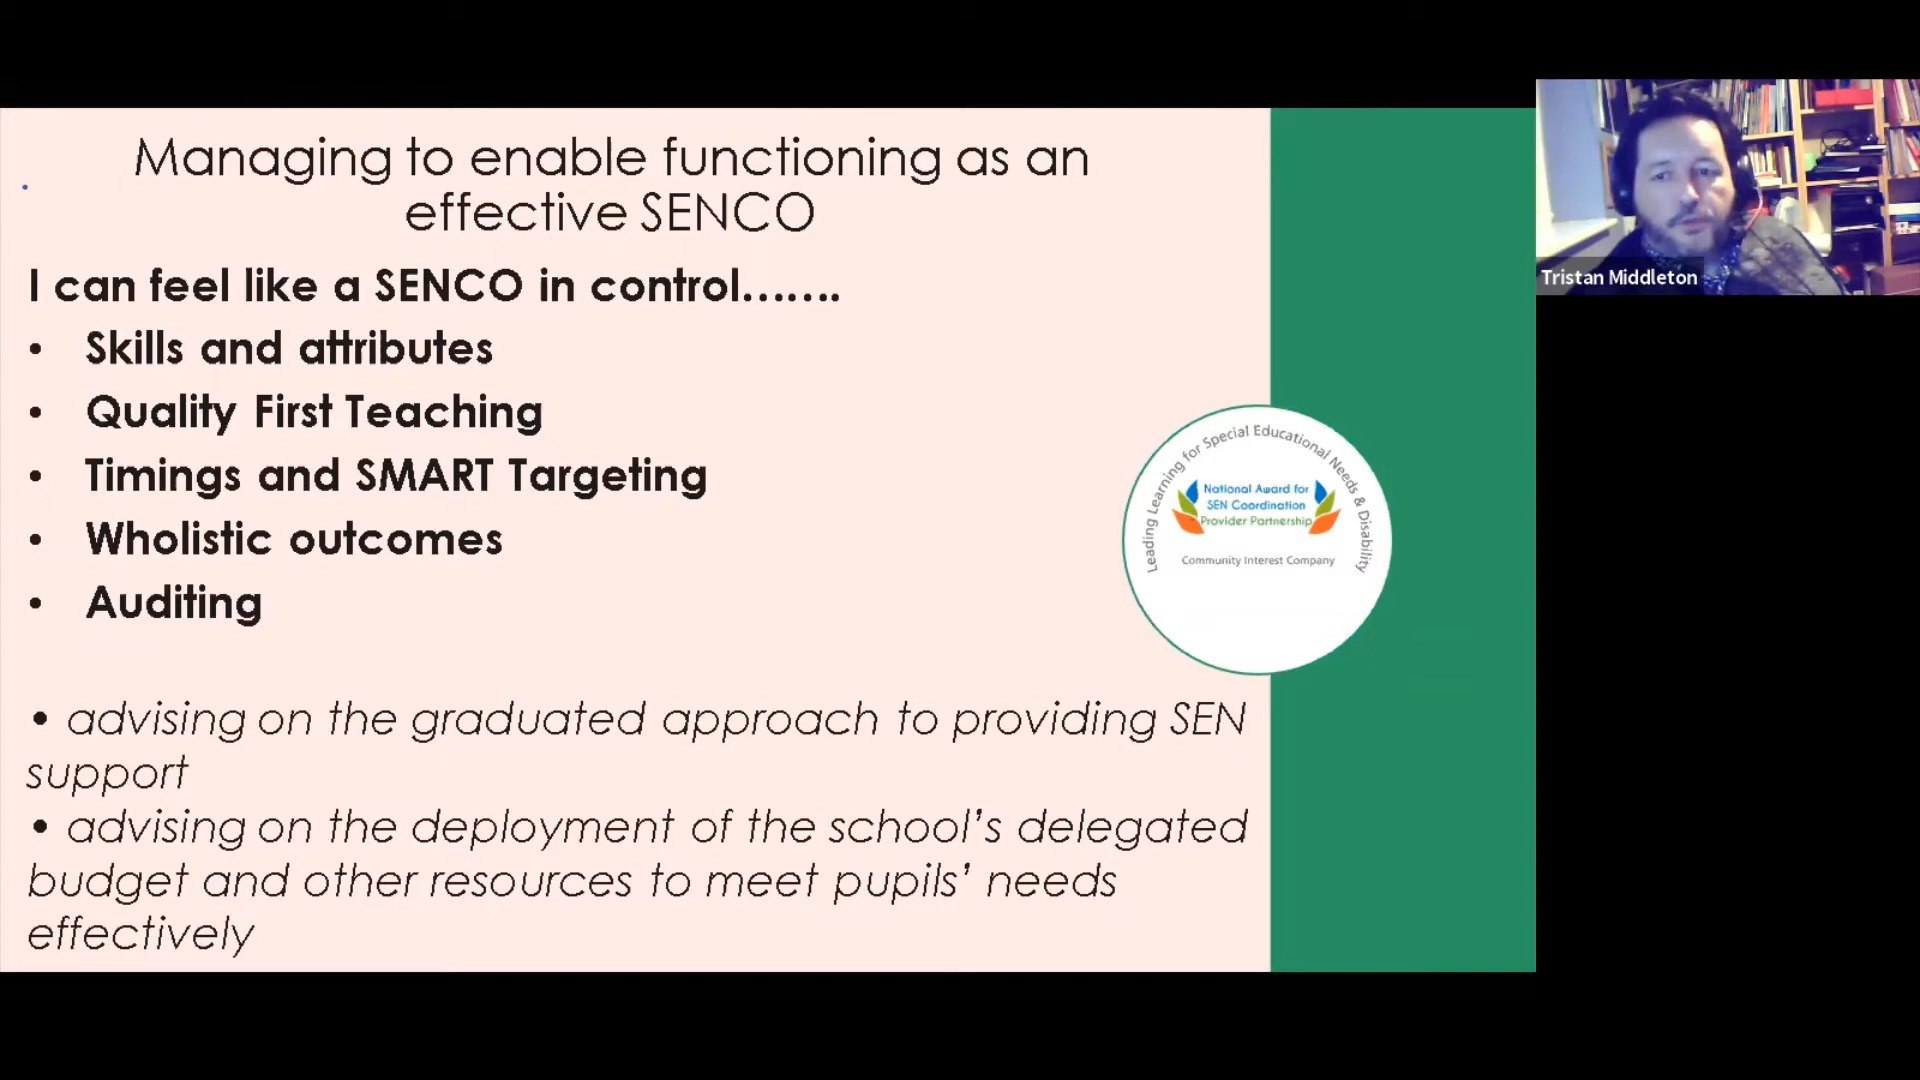 Managing to enable functioning as an
effective SENCO
I can feel like a SENCO in control…….
• Skills and attributes
• Quality First Teaching
• Timings and SMART Targeting
• Wholistic outcomes
• Auditing
• advising on the graduated approach to providing SEN
support
• advising on the deployment of the school’s delegated
budget and other resources to meet pupils’ needs
effectively
Leading Learning for Special Educational Needs & Disability
National Award for
SEN Coordination
Provider Partnership
Community Interest Company
Tristan Middleton